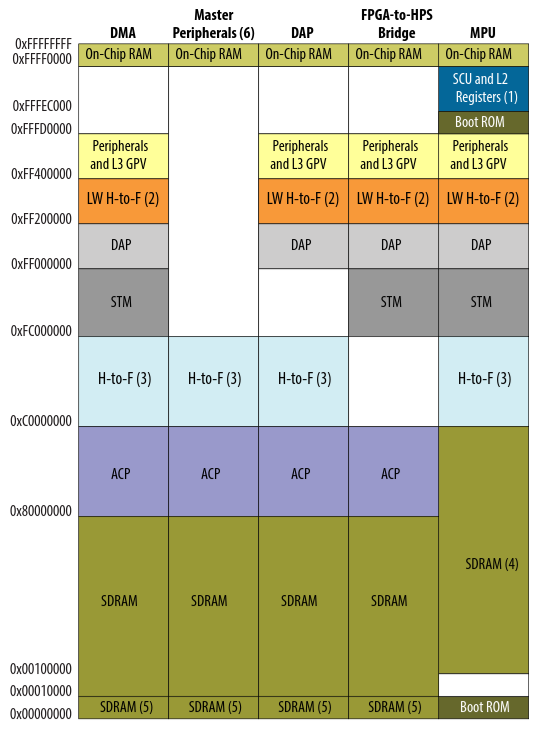 DMA
Master
Peripherals (6)
DAP
FPGA-to-HPS
Bridge
MPU
0xFFFFFFFF
On-Chip RAM On-Chip RAM On-Chip RAM On-Chip RAM On-Chip RAM
0xFFFF0000
SCU and L2
Registers (1)
0xFFFEC000
Boot ROM
0xFFFD0000
Peripherals
and L3 GPV
Peripherals
and L3 GPV
Peripherals
and L3 GPV
Peripherals
and L3 GPV
0xFF400000
LW H-to-F (2) LW H-to-F (2) LW H-to-F (2) LW H-to-F (2)
0xFF200000
DAP DAP DAP DAP
0xFF000000
STM STM STM
0xFC000000
H-to-F (3) H-to-F (3) H-to-F (3) H-to-F (3)
0xC0000000
ACP ACP ACP ACP
0x80000000
SDRAM (4)
SDRAM SDRAM SDRAM SDRAM
0x00100000
0x00010000
SDRAM (5) SDRAM (5) SDRAM (5) SDRAM (5) Boot ROM
0x00000000